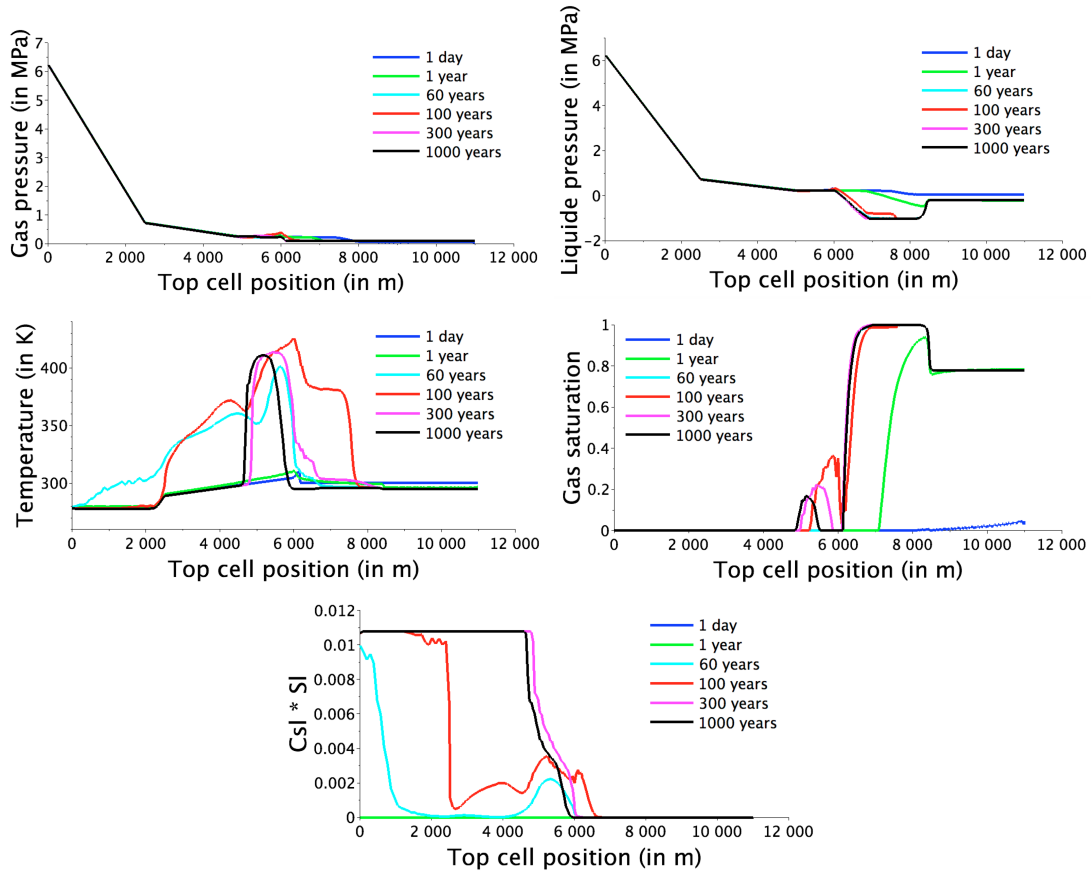 Gas pressure (in MPa)
7
6
5
4
3
2
1
0
0 2 000 4 000 6 000 8 000 10 000 12 000
Top cell position (in m)
1 day
1 year
60 years
100 years
300 years
1000 years
Liquide pressure (in MPa)
6
4
2
0
−2
0 2 000 4 000 6 000 8 000 10 000 12 000
Top cell position (in m)
1 day
1 year
60 years
100 years
300 years
1000 years
Temperature (in K)
400
350
300
0 2 000 4 000 6 000 8 000 10 000 12 000
Top cell position (in m)
1 day
1 year
60 years
100 years
300 years
1000 years
Gas saturation
1
0.8
0.6
0.4
0.2
0
0 2 000 4 000 6 000 8 000 10 000 12 000
Top cell position (in m)
1 day
1 year
60 years
100 years
300 years
1000 years
Csl * Sl
0.012
0.01
0.008
0.006
0.004
0.002
0
0 2 000 4 000 6 000 8 000 10 000 12 000
Top cell position (in m)
1 day
1 year
60 years
100 years
300 years
1000 years